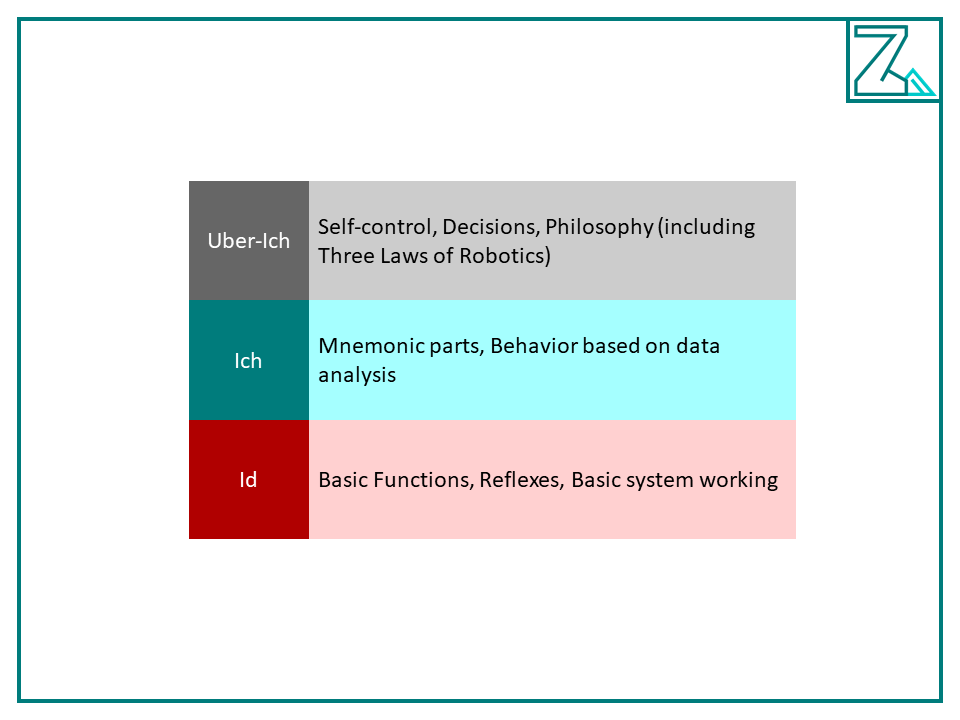 Uber-Ich
Self-control, Decisions, Philosophy (including
Three Laws of Robotics)
Ich
Mnemonic parts, Behavior based on data
analysis
Id
Basic Functions, Reflexes, Basic system working